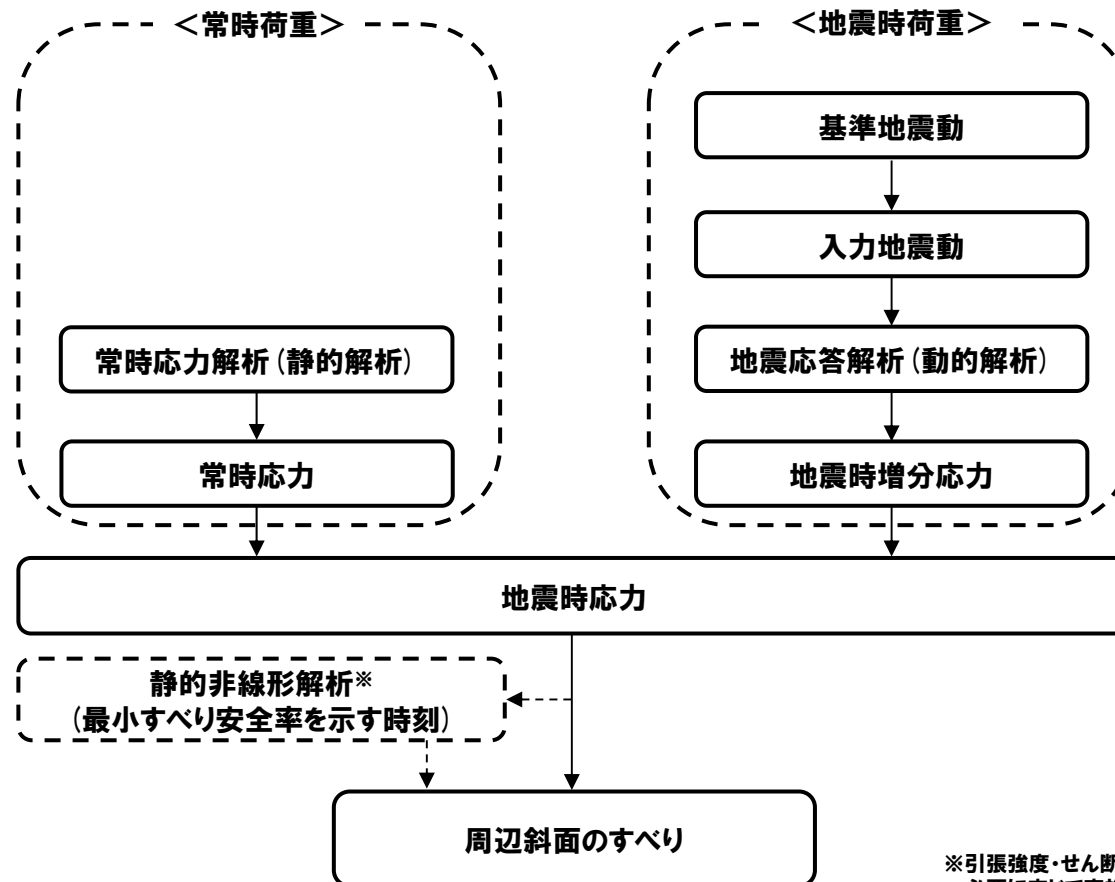 ＜常時荷重＞
＜地震時荷重＞
基準地震動
入力地震動
常時応力解析（静的解析）
地震応答解析（動的解析）
常時応力
地震時増分応力
地震時応力
静的非線形解析※
（最小すべり安全率を示す時刻）
周辺斜面のすべり
※引張強度・せん断